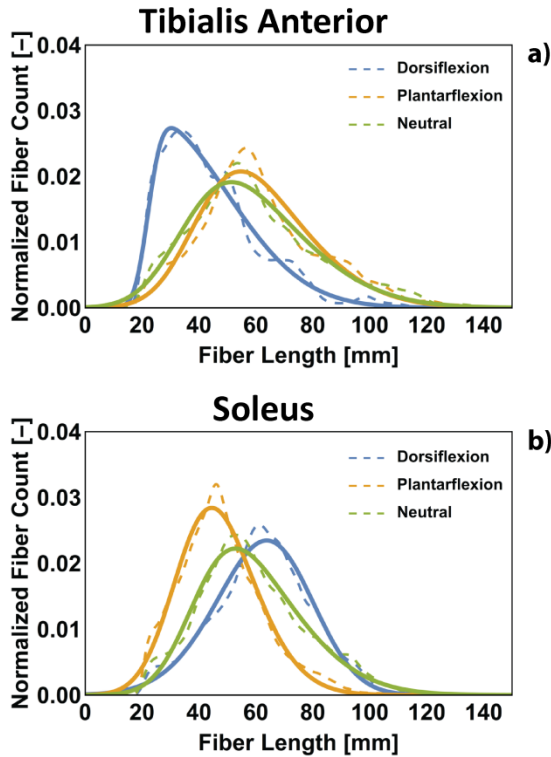 Tibialis Anterior
a)
Normalized Fiber Count [–]
0.04
0.03
0.02
0.01
0.00
Dorsiflexion
Plantarflexion
Neutral
0 20 40 60 80 100 120 140
Fiber Length [mm]
Soleus
b)
Normalized Fiber Count [–]
0.04
0.03
0.02
0.01
0.00
Dorsiflexion
Plantarflexion
Neutral
0 20 40 60 80 100 120 140
Fiber Length [mm]